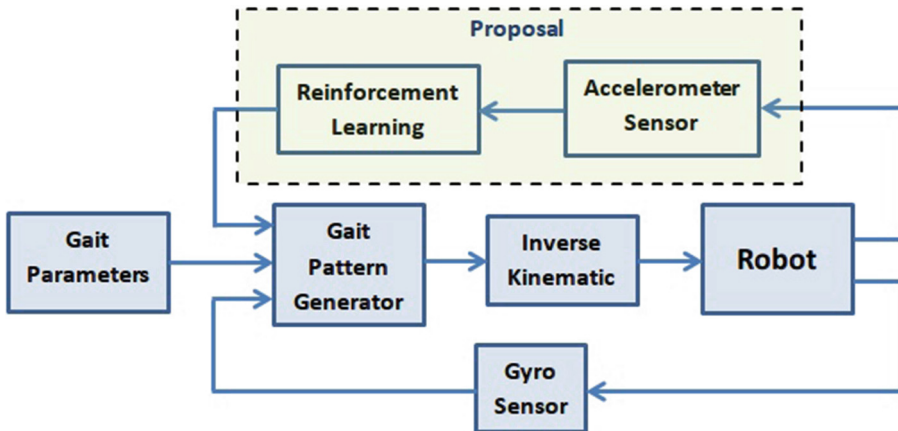 Proposal
Reinforcement
Learning
Accelerometer
Sensor
Gait
Parameters
Gait
Pattern
Generator
Inverse
Kinematic
Robot
Gyro
Sensor